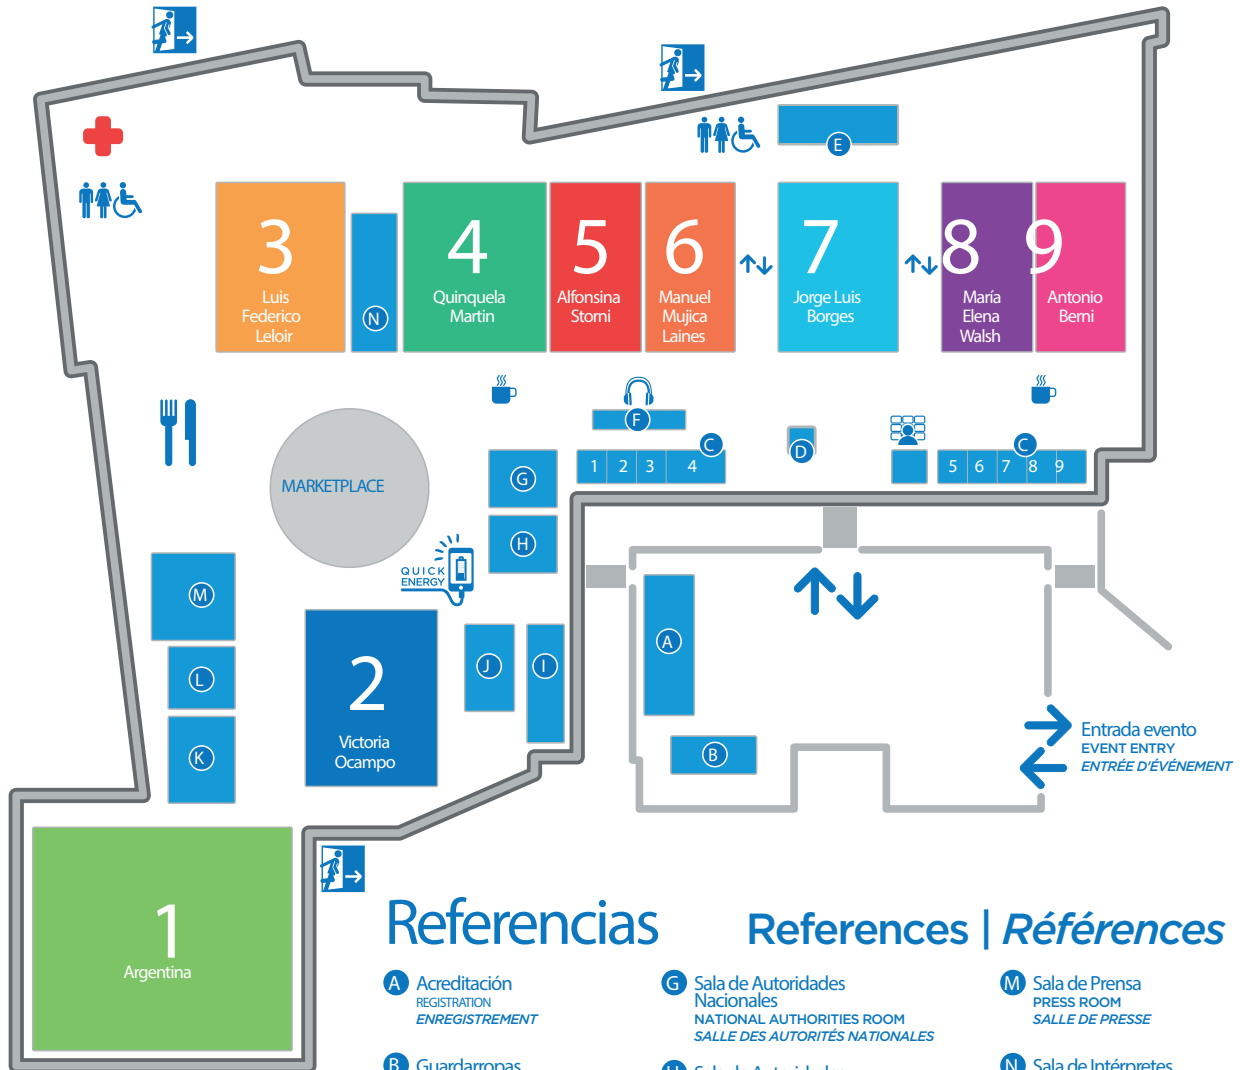 E
3
Luis
Federico
Leloir
N
4
Quinquela
Martin
5
Alfonsina
Storni
6
Manuel
Mujica
Laines
7
Jorge Luis
Borges
8
María
Elena
Walsh
9
Antonio
Berni
F
C
1 2 3 4
D
C
5 6 7 8 9
MARKETPLACE
G
H
QUICK
ENERGY
M
L
K
2
Victoria
Ocampo
J
I
A
B
Entrada evento
EVENT ENTRY
ENTRÉE D'ÉVÉNEMENT
1
Argentina
Referencias
References | Références
A Acreditación
REGISTRATION
ENREGISTREMENT
B Guardarropas
G Sala de Autoridades
Nacionales
NATIONAL AUTHORITIES ROOM
SALLE DES AUTORITÉS NATIONALES
H Sala de Autoridades
M Sala de Prensa
PRESS ROOM
SALLE DE PRESSE
N Sala de Intérpretes